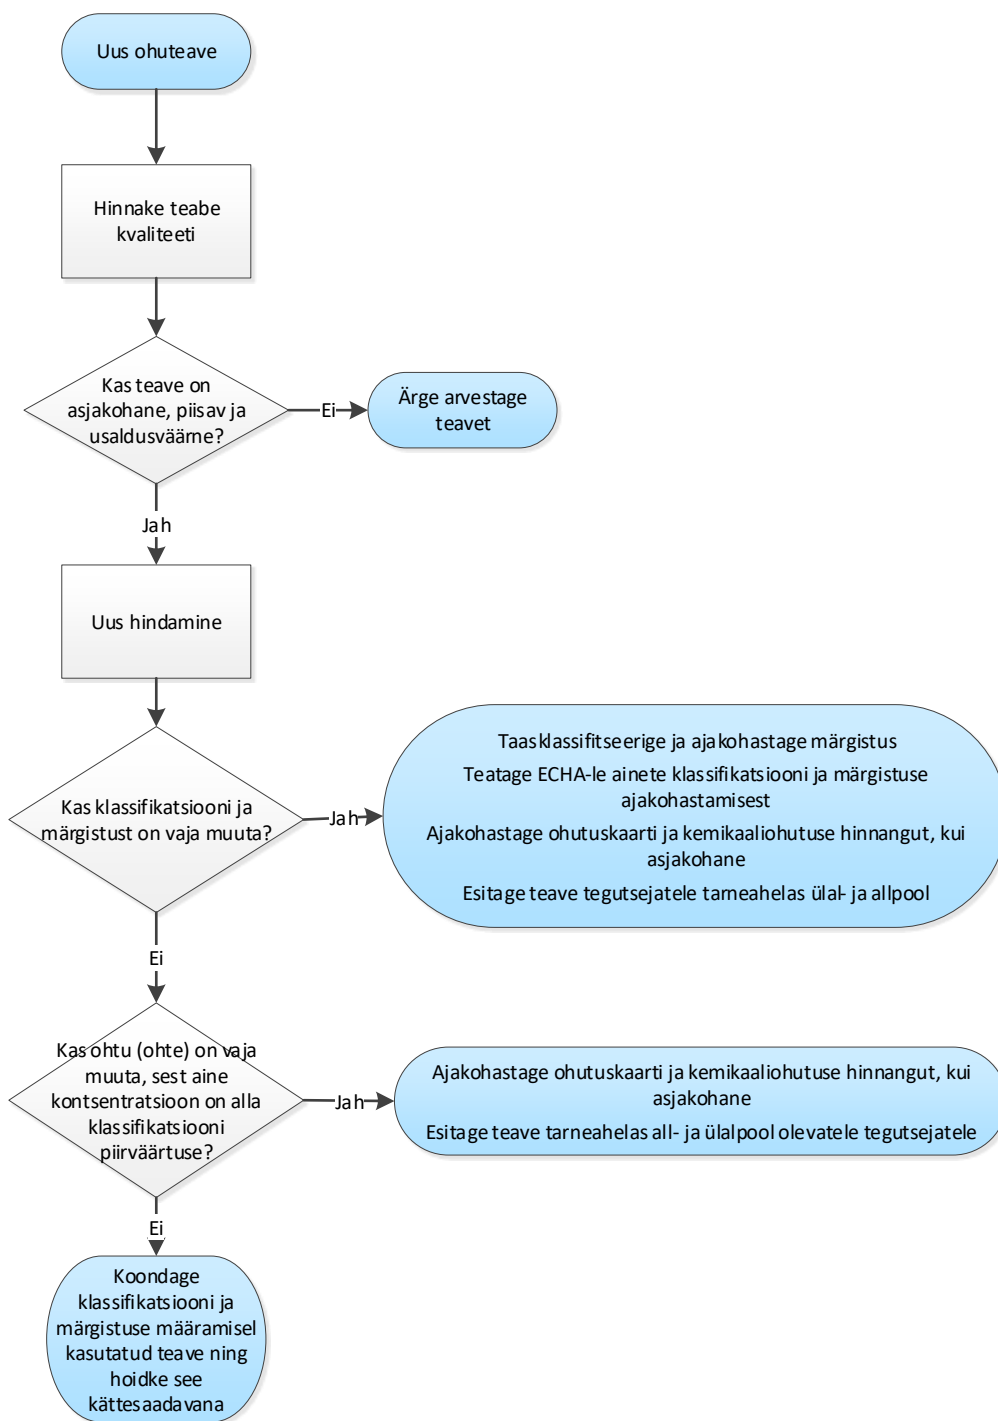 Uus ohuteave
Hinnake teabe
kvaliteeti
Kas teave on
asjakohane, piisav ja
usaldusväärne?
Ei
Ärge arvestage
teavet
Jah
Uus hindamine
Kas klassifikatsiooni ja
märgistust on vaja muuta?
Jah
Taasklassifitseerige ja ajakohastage märgistus
Teatage ECHA-le ainete klassifikatsiooni ja märgistuse
ajakohastamisest
Ajakohastage ohutuskaarti ja kemikaaliohutuse hinnangut, kui
asjakohane
Esitage teave tegutsejatele tarneahelas ülal- ja allpool
Ei
Kas ohtu (ohte) on vaja
muuta, sest aine
kontsentratsioon on alla
klassifikatsiooni
piirväärtuse?
Jah
Ajakohastage ohutuskaarti ja kemikaaliohutuse hinnangut, kui
asjakohane
Esitage teave tarneahelas all- ja ülalpool olevatele tegutsejatele
Ei
Koondage
klassifikatsiooni ja
märgistuse määramisel
kasutatud teave ning
hoidke see
kättesaadavana